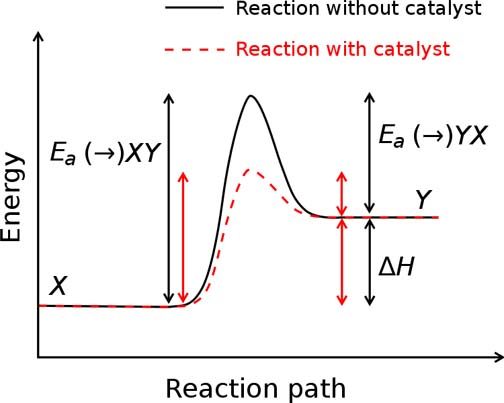 Reaction without catalyst
Reaction with catalyst
Eₐ (→)XY
Eₐ (→)YX
Energy
X
Y
ΔH
Reaction path